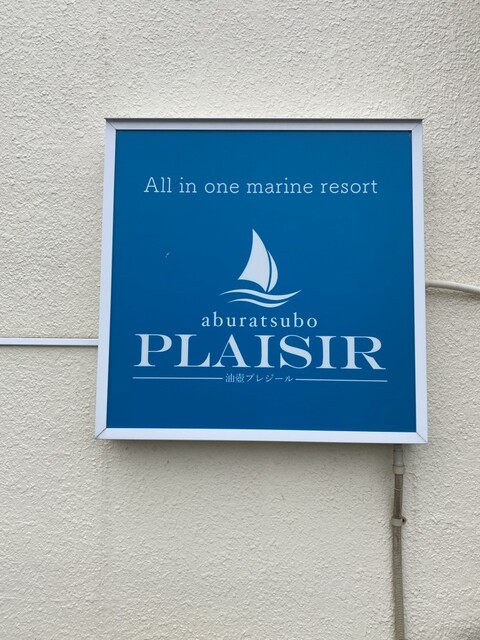 All in one marine resort
aburatsubo
PLAISIR
油壺プレジール